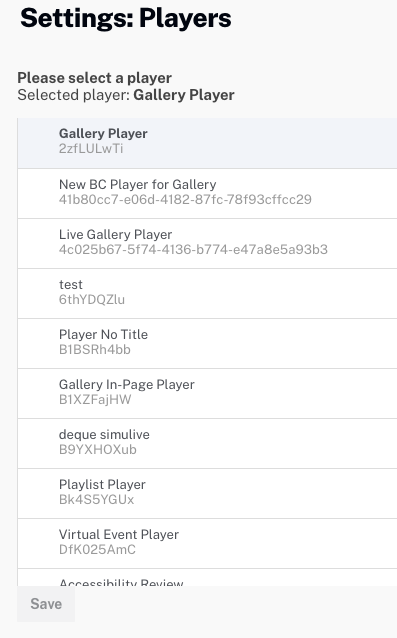 Settings: Players
Please select a player
Selected player: Gallery Player
Gallery Player
2zfLULwTi
New BC Player for Gallery
41b80cc7-e06d-4182-87fc-78f93cffcc29
Live Gallery Player
4c025b67-5f74-4136-b774-e47a8e5a93b3
test
6thYDQZlu
Player No Title
B1BSRh4bb
Gallery In-Page Player
B1XZFajHW
deque simulive
B9YXHOXub
Playlist Player
Bk4S5YGUx
Virtual Event Player
DfK025AmC
Accessibility Review
Save